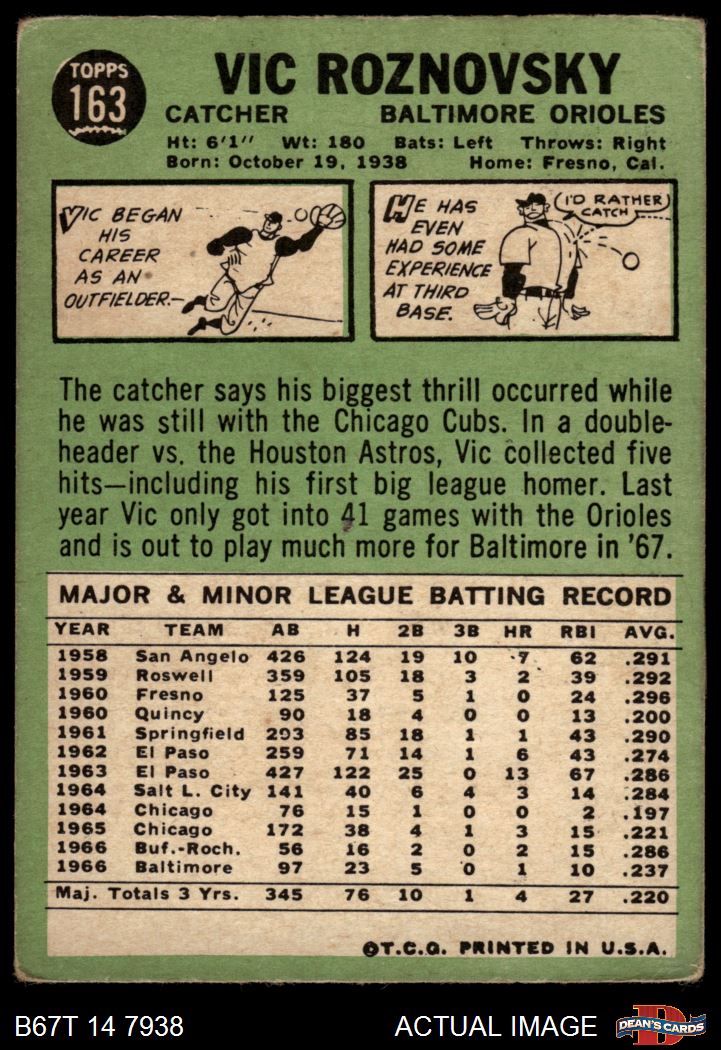 TOPPS
163
VIC ROZNOVSKY
CATCHER BALTIMORE ORIOLES
Ht: 6'1" Wt: 180 Bats: Left Throws: Right
Born: October 19, 1938 Home: Fresno, Cal.
VIC BEGAN
HIS
CAREER
AS AN
OUTFIELDER.—
HE HAS
EVEN
HAD SOME
EXPERIENCE
AT THIRD
BASE.
I'D RATHER
CATCH
The catcher says his biggest thrill occurred while
he was still with the Chicago Cubs. In a double-
header vs. the Houston Astros, Vic collected five
hits—including his first big league homer. Last
year Vic only got into 41 games with the Orioles
and is out to play much more for Baltimore in '67.
MAJOR & MINOR LEAGUE BATTING RECORD
YEAR TEAM AB H 2B 3B HR RBI AVG.
1958 San Angelo 426 124 19 10 7 62 .291
1959 Roswell 359 105 18 3 2 39 .292
1960 Fresno 125 37 5 1 0 24 .296
1960 Quincy 90 18 4 0 0 13 .200
1961 Springfield 293 85 18 1 1 43 .290
1962 El Paso 259 71 14 1 6 43 .274
1963 El Paso 427 122 25 0 13 67 .286
1964 Salt L. City 141 40 6 4 3 14 .284
1964 Chicago 76 15 1 0 0 2 .197
1965 Chicago 172 38 4 1 3 15 .221
1966 Buf.-Roch. 56 16 2 0 2 15 .286
1966 Baltimore 97 23 5 0 1 10 .237
Maj. Totals 3 Yrs. 345 76 10 1 4 27 .220
©T.C.G. PRINTED IN U.S.A.
B67T 14 7938 ACTUAL IMAGE
D
DEAN'S CARDS